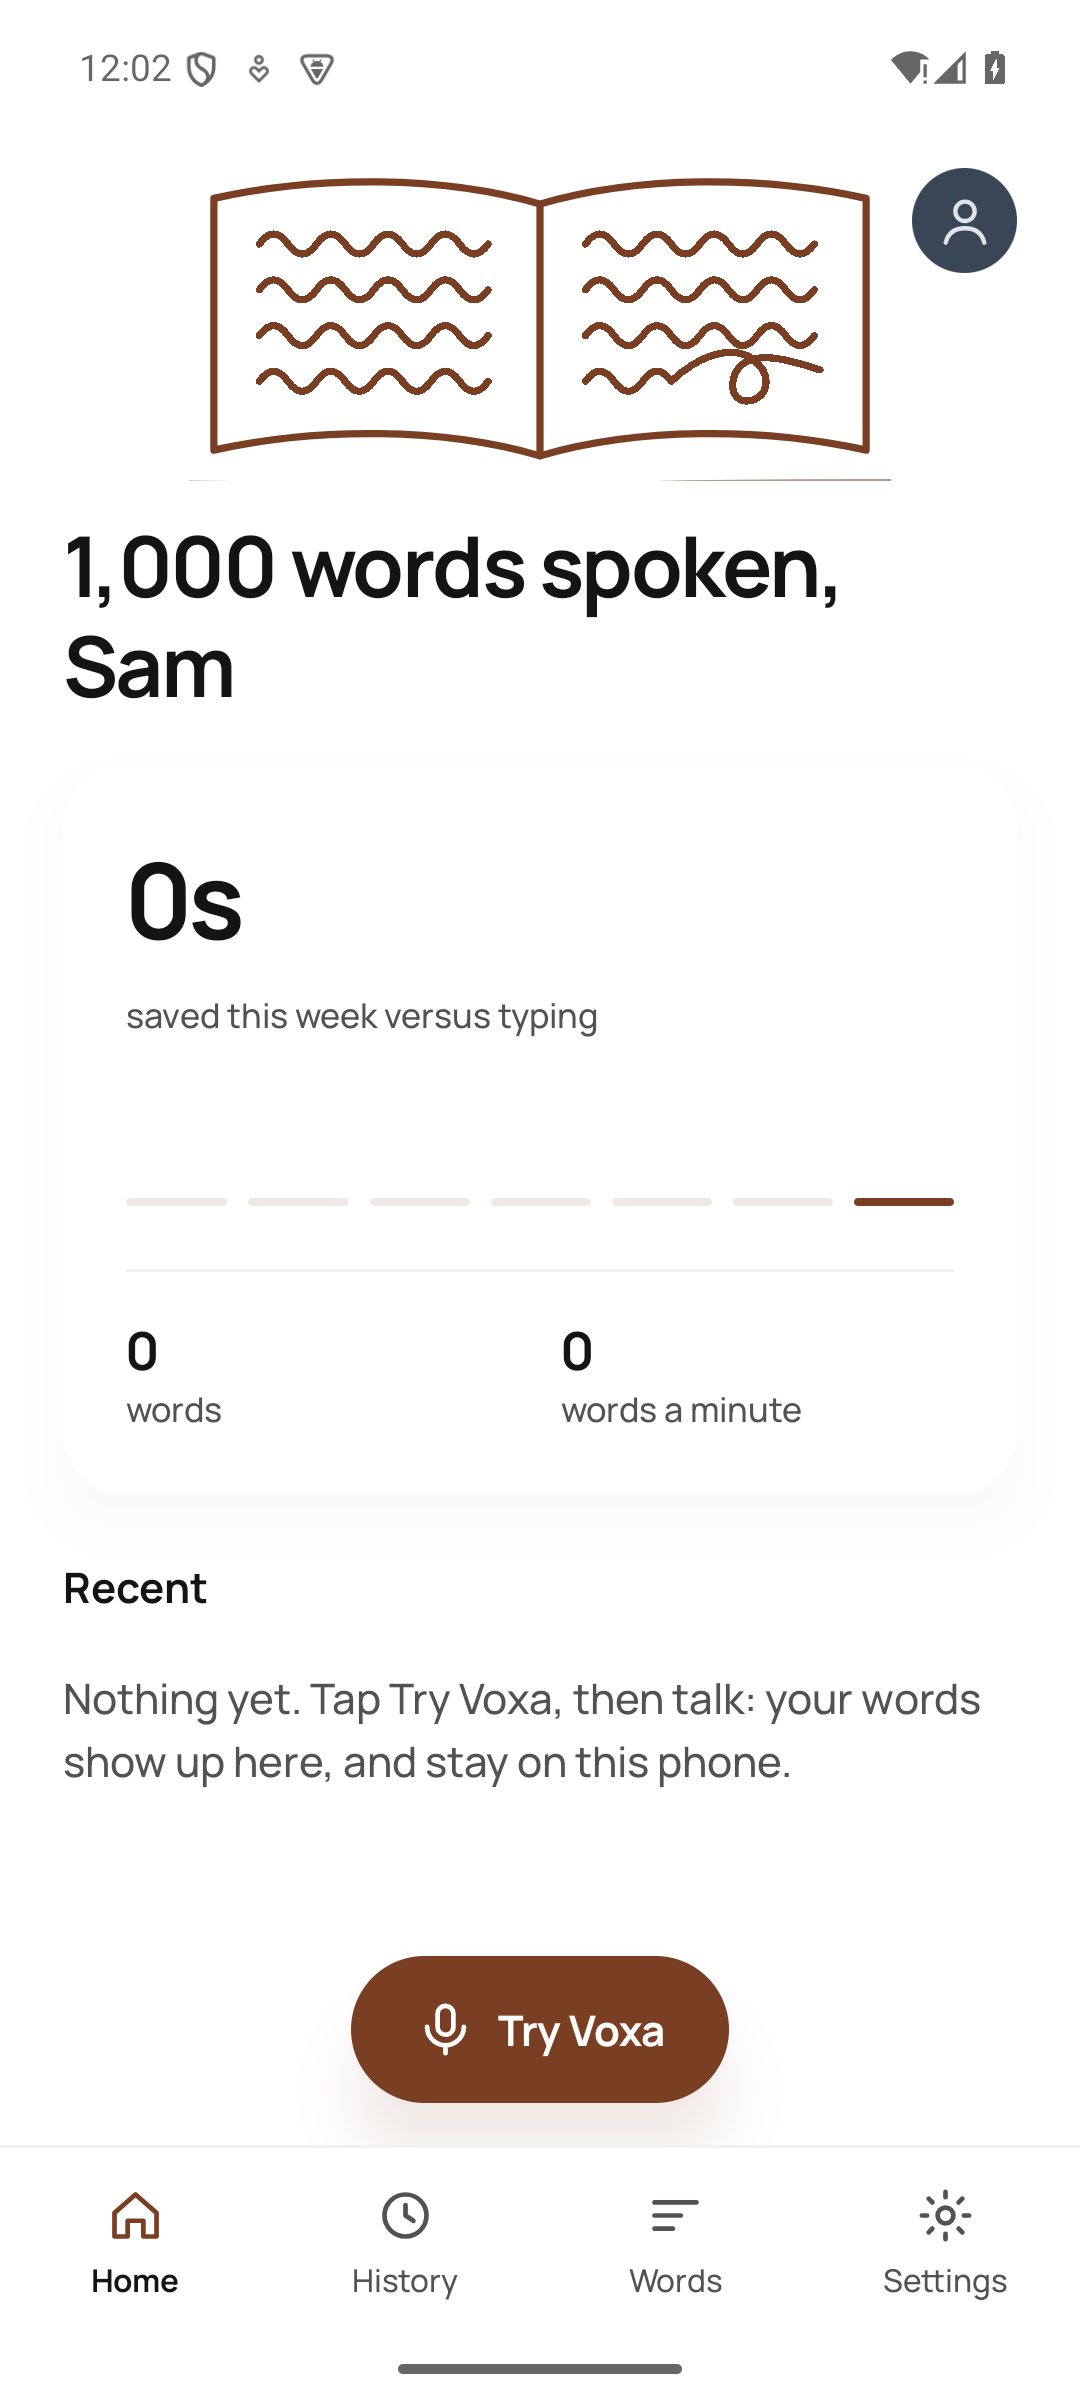 12:02
1,000 words spoken,
Sam
0s
saved this week versus typing
0
words
0
words a minute
Recent
Nothing yet. Tap Try Voxa, then talk: your words
show up here, and stay on this phone.
Try Voxa
Home
History
Words
Settings